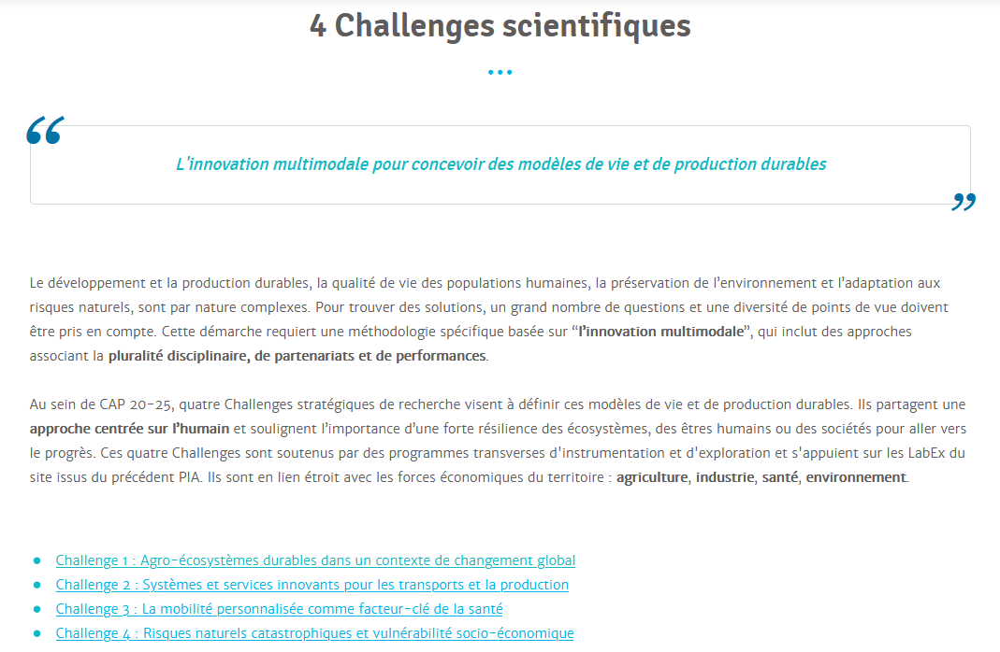 4 Challenges scientifiques
“
L'innovation multimodale pour concevoir des modèles de vie et de production durables
”
Le développement et la production durables, la qualité de vie des populations humaines, la préservation de l’environnement et l’adaptation aux
risques naturels, sont par nature complexes. Pour trouver des solutions, un grand nombre de questions et une diversité de points de vue doivent
être pris en compte. Cette démarche requiert une méthodologie spécifique basée sur “l’innovation multimodale”, qui inclut des approches
associant la pluralité disciplinaire, de partenariats et de performances.
Au sein de CAP 20-25, quatre Challenges stratégiques de recherche visent à définir ces modèles de vie et de production durables. Ils partagent une
approche centrée sur l’humain et soulignent l’importance d’une forte résilience des écosystèmes, des êtres humains ou des sociétés pour aller vers
le progrès. Ces quatre Challenges sont soutenus par des programmes transverses d'instrumentation et d'exploration et s'appuient sur les LabEx du
site issus du précédent PIA. Ils sont en lien étroit avec les forces économiques du territoire : agriculture, industrie, santé, environnement.
• Challenge 1 : Agro-écosystèmes durables dans un contexte de changement global
• Challenge 2 : Systèmes et services innovants pour les transports et la production
• Challenge 3 : La mobilité personnalisée comme facteur-clé de la santé
• Challenge 4 : Risques naturels catastrophiques et vulnérabilité socio-économique